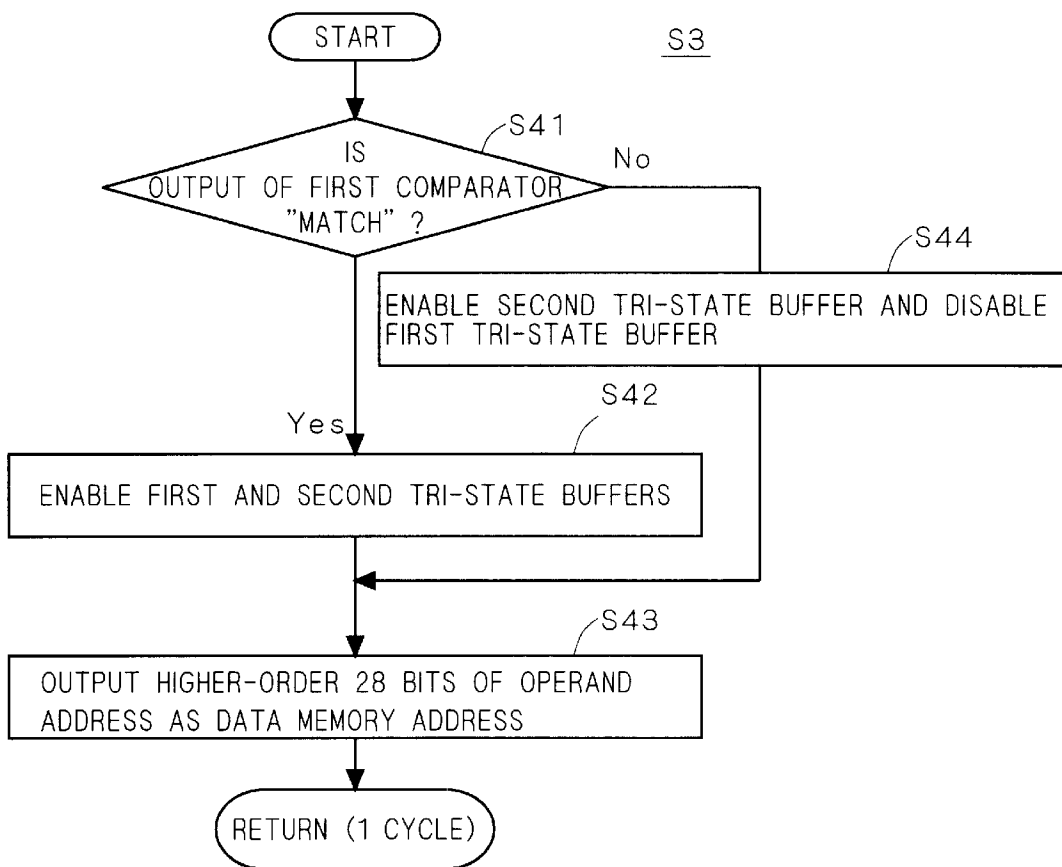 START
S3
S41
IS
OUTPUT OF FIRST COMPARATOR
"MATCH" ?
No
S44
ENABLE SECOND TRI-STATE BUFFER AND DISABLE
FIRST TRI-STATE BUFFER
S42
Yes
ENABLE FIRST AND SECOND TRI-STATE BUFFERS
S43
OUTPUT HIGHER-ORDER 28 BITS OF OPERAND
ADDRESS AS DATA MEMORY ADDRESS
RETURN (1 CYCLE)